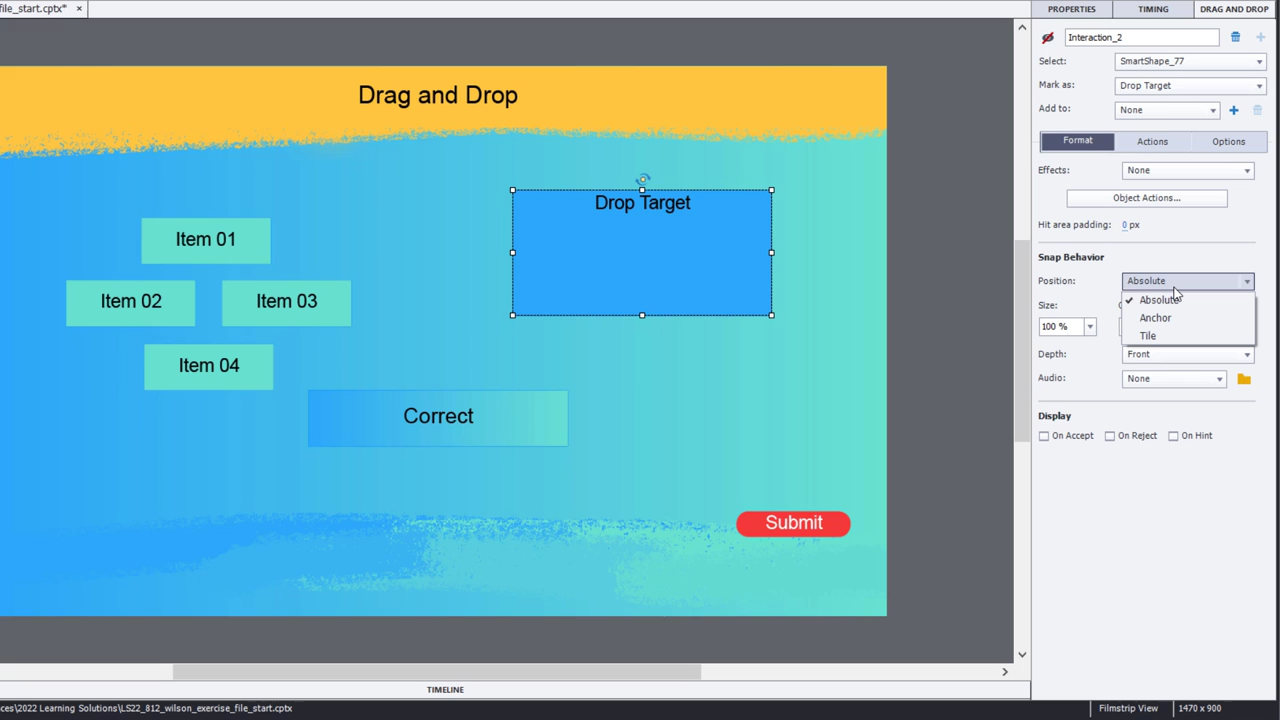 file_start.cptx* ×
PROPERTIES TIMING DRAG AND DROP
Interaction_2
Select: SmartShape_77
Mark as: Drop Target
Add to: None
Format Actions Options
Effects: None
Object Actions...
Hit area padding: 0 px
Snap Behavior
Position: Absolute
Absolute
Anchor
Tile
Size:
100 %
Depth: Front
Audio: None
Display
On Accept On Reject On Hint
Drag and Drop
Drop Target
Item 01
Item 02 Item 03
Item 04
Correct
Submit
TIMELINE
ces\2022 Learning Solutions\LS22_812_wilson_exercise_file_start.cptx Filmstrip View 1470 x 900